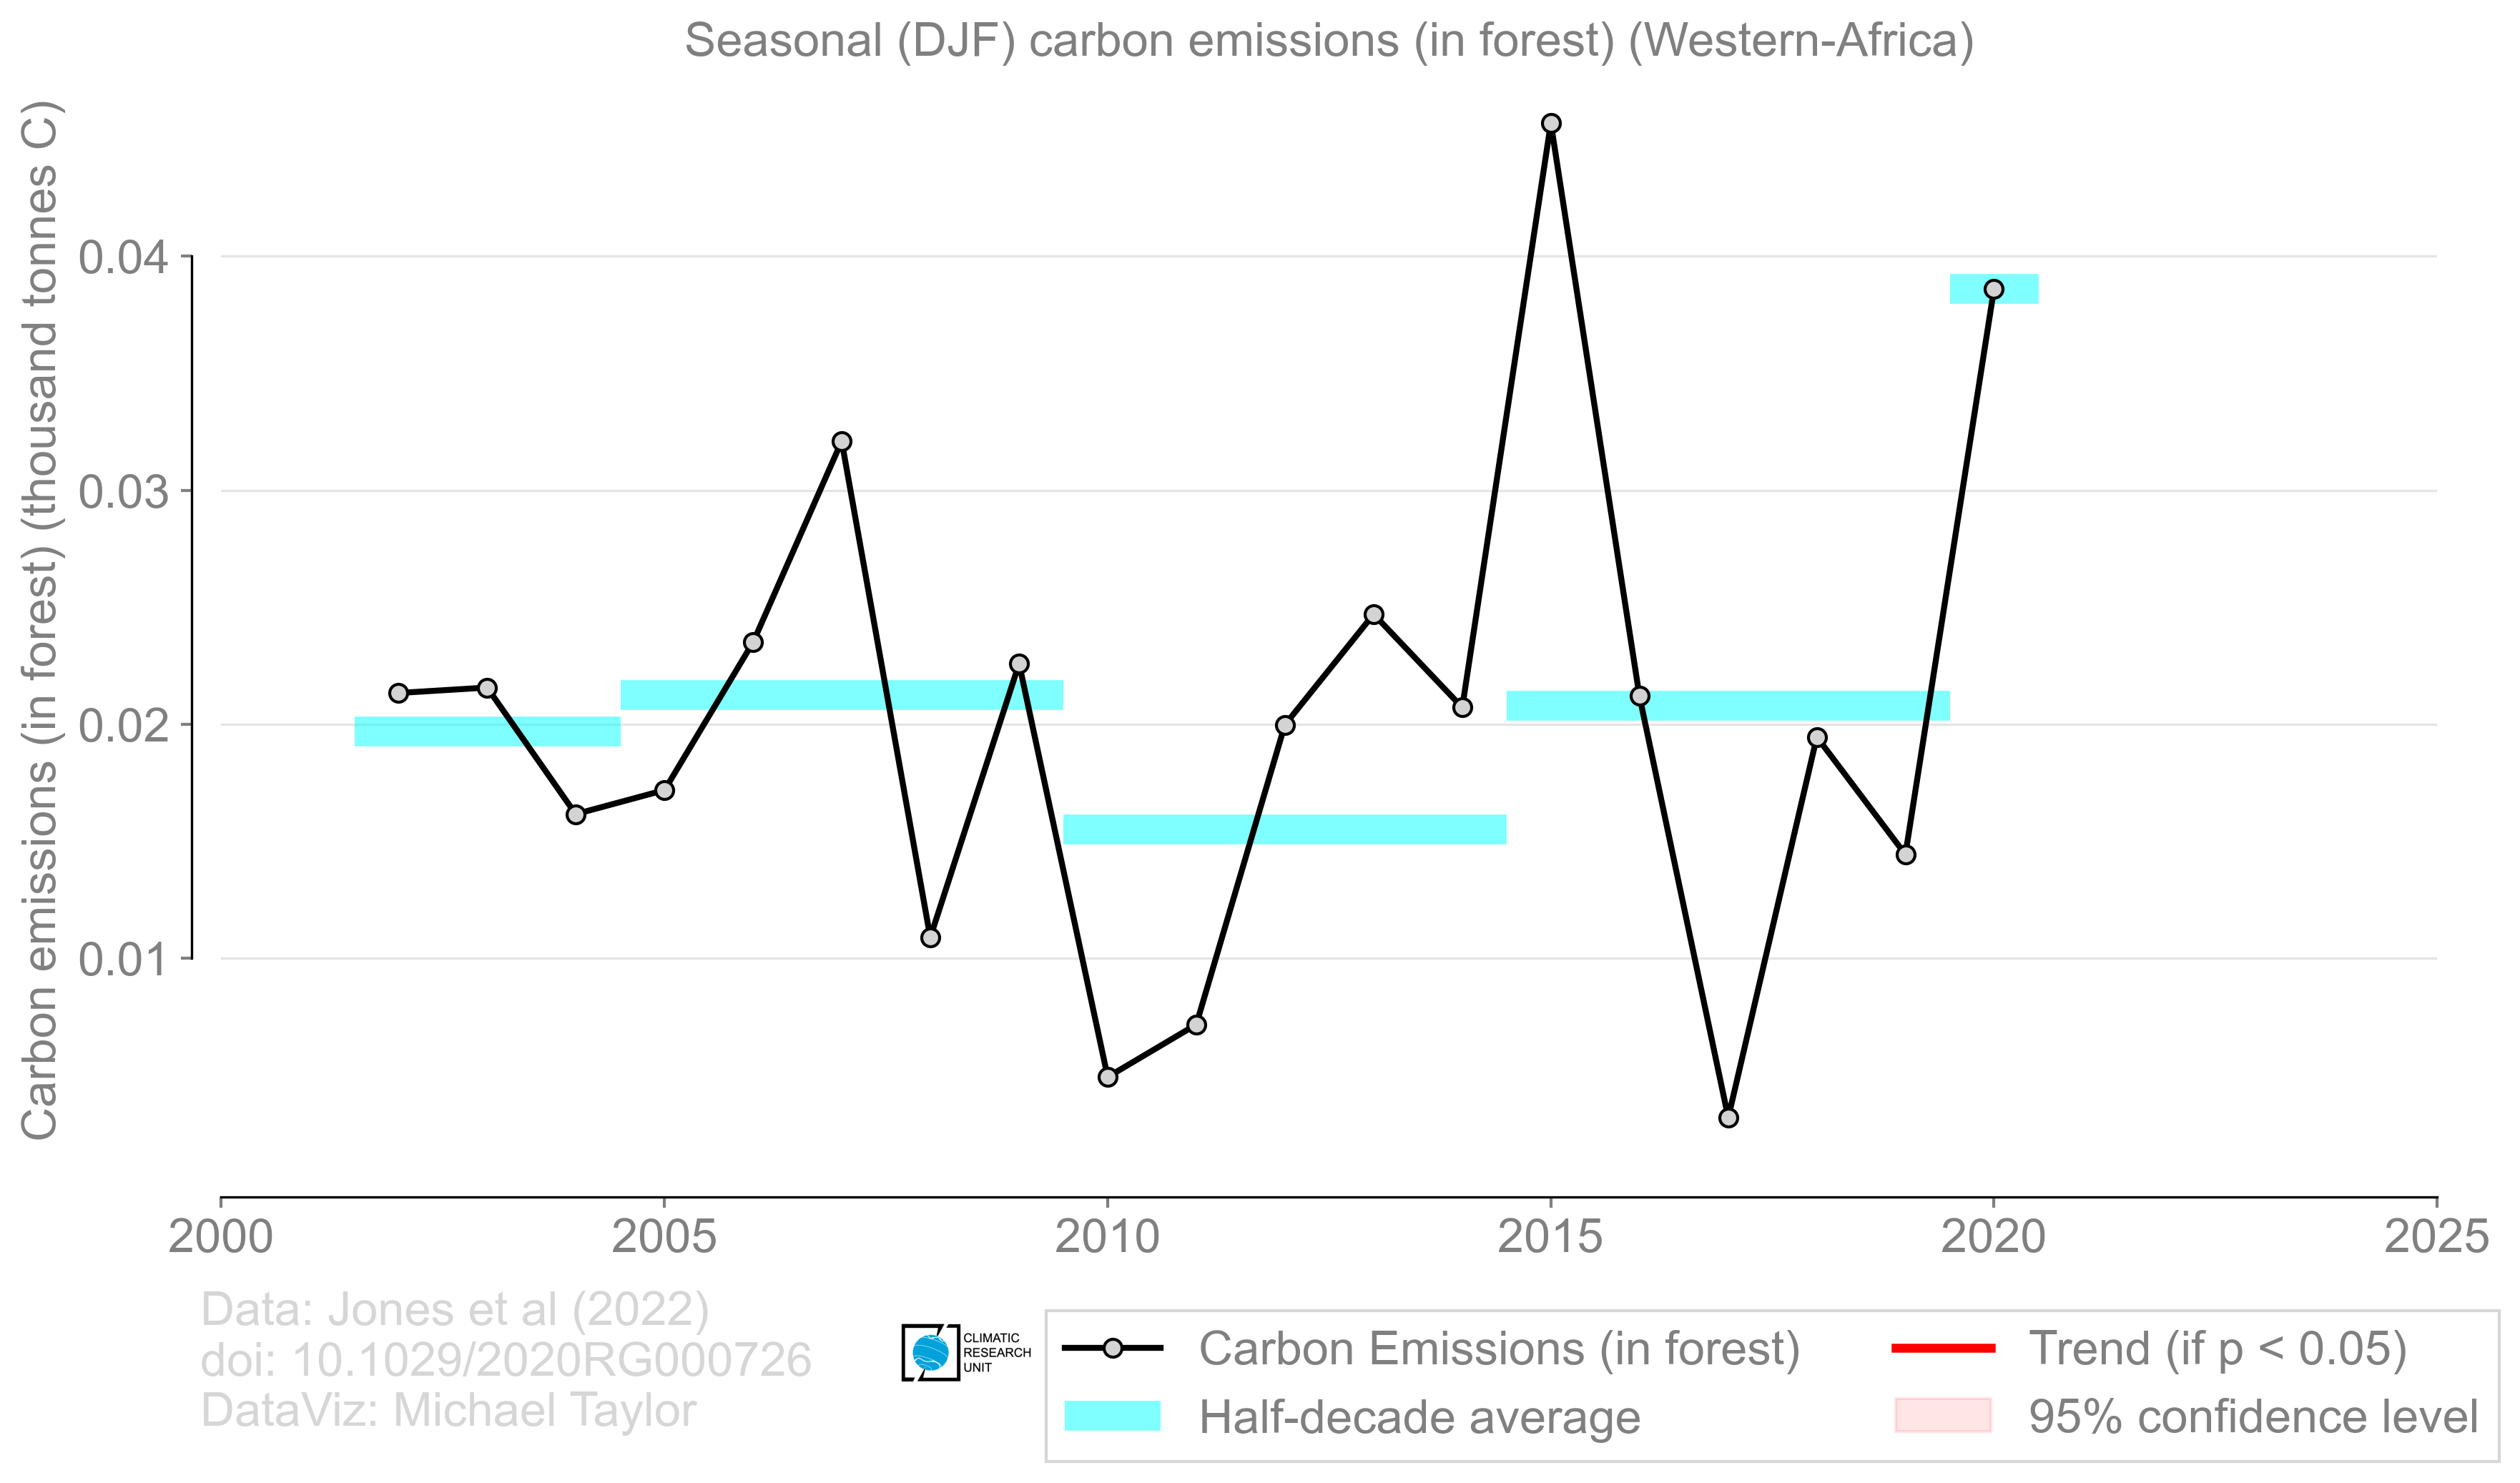 Seasonal (DJF) carbon emissions (in forest) (Western-Africa)
Carbon emissions (in forest) (thousand tonnes C)
0.04
0.03
0.02
0.01
2000
2005
2010
2015
2020
2025
Data: Jones et al (2022)
doi: 10.1029/2020RG000726
DataViz: Michael Taylor
CLIMATIC
RESEARCH
UNIT
Carbon Emissions (in forest)
Half-decade average
Trend (if p < 0.05)
95% confidence level